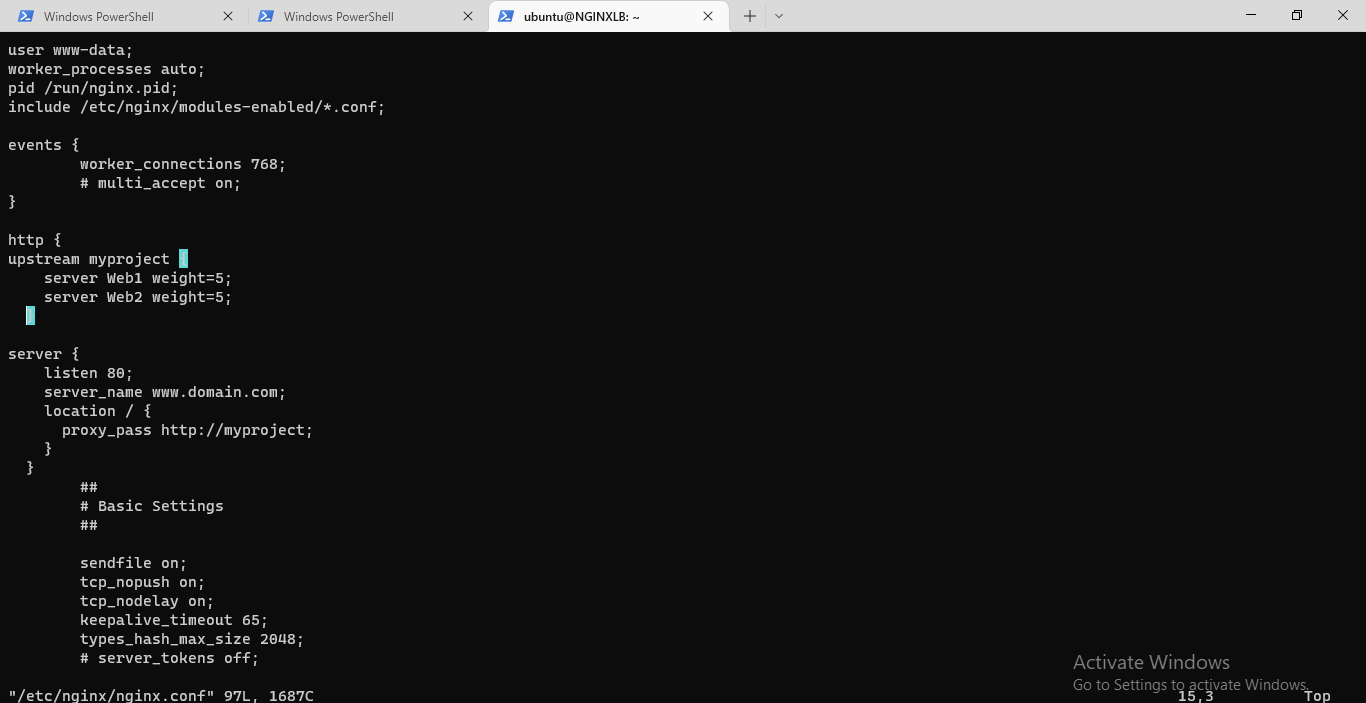 Windows PowerShell
Windows PowerShell
ubuntu@NGINXLB: ~
user www-data;
worker_processes auto;
pid /run/nginx.pid;
include /etc/nginx/modules-enabled/*.conf;
events {
worker_connections 768;
# multi_accept on;
}
http {
upstream myproject {
server Web1 weight=5;
server Web2 weight=5;
}
server {
listen 80;
server_name www.domain.com;
location / {
proxy_pass http://myproject;
}
}
##
# Basic Settings
##
sendfile on;
tcp_nopush on;
tcp_nodelay on;
keepalive_timeout 65;
types_hash_max_size 2048;
# server_tokens off;
Activate Windows
Go to Settings to activate Windows.
"/etc/nginx/nginx.conf" 97L, 1687C 15,3 Top